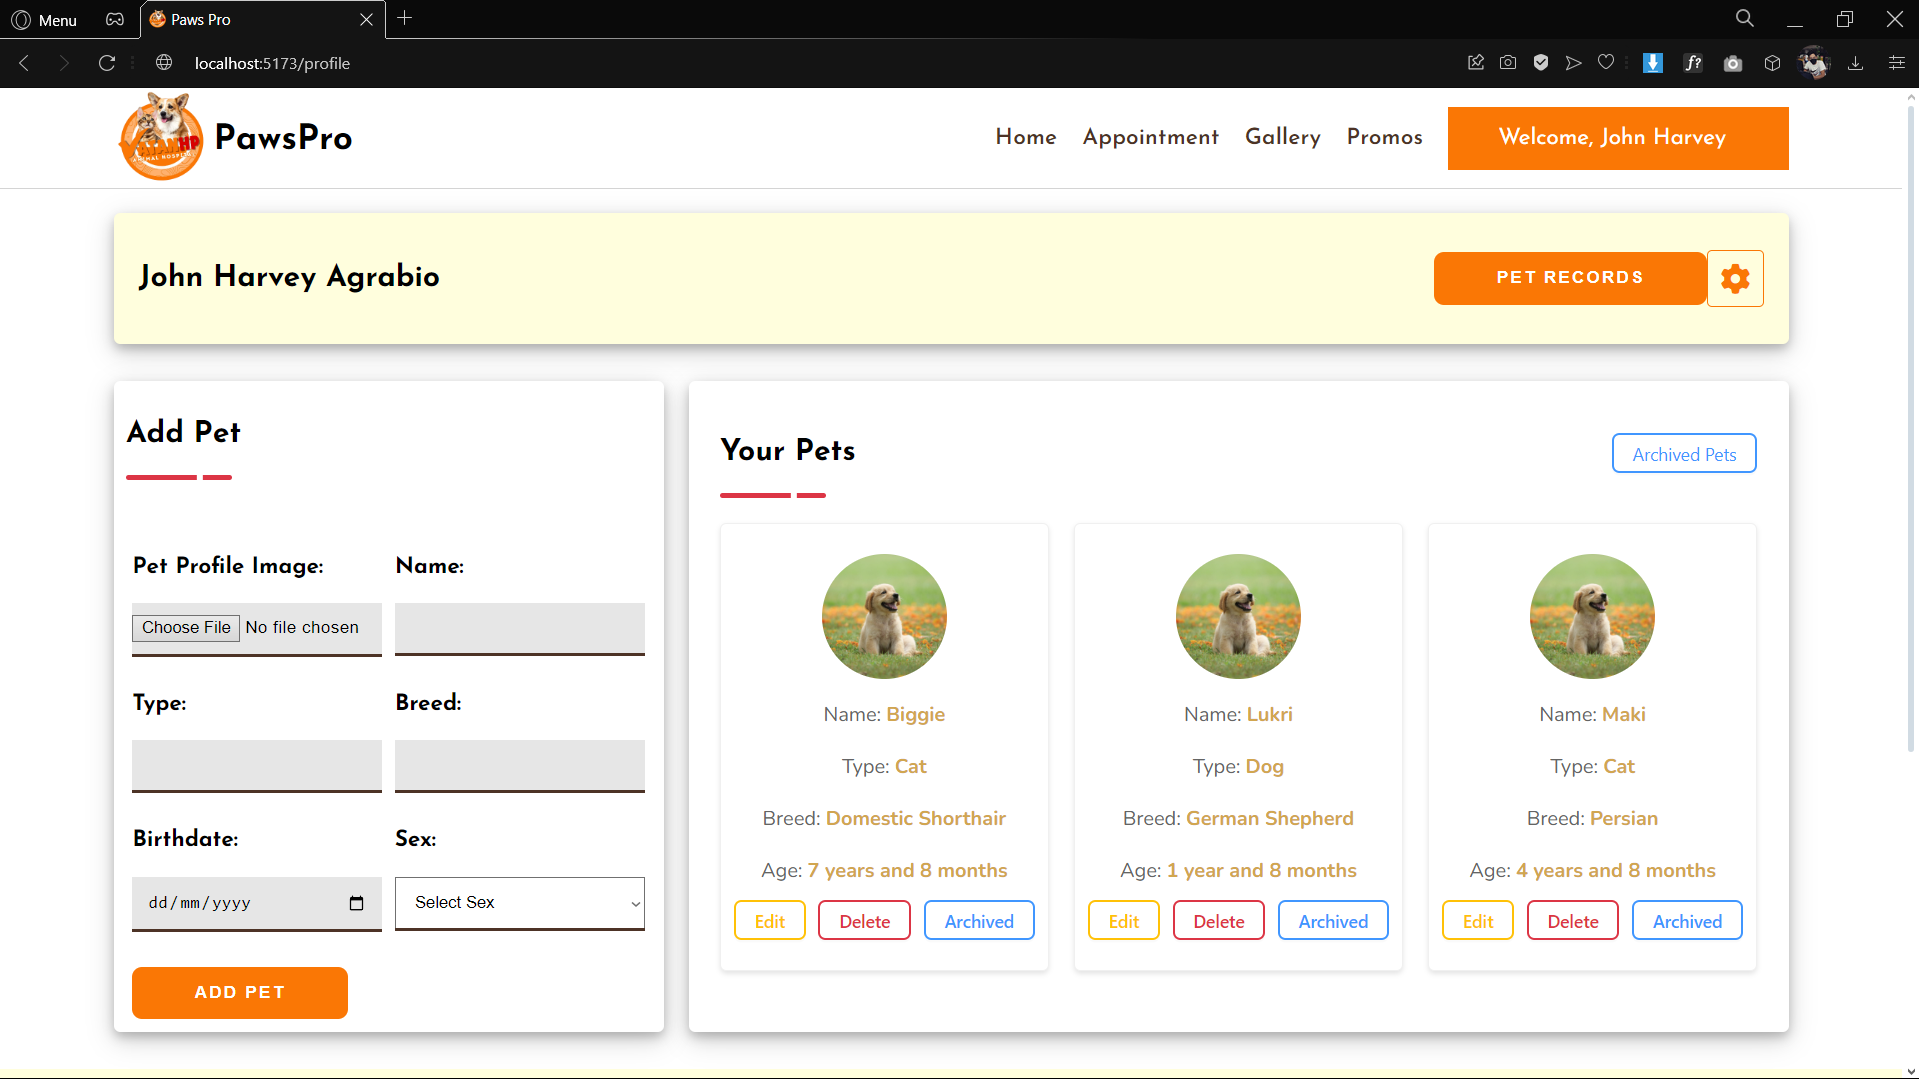 Menu
Paws Pro
localhost:5173/profile
VATANHP
ANIMAL HOSPITAL
PawsPro
Home Appointment Gallery Promos Welcome, John Harvey
John Harvey Agrabio
PET RECORDS
Add Pet
Pet Profile Image: Name:
Choose File No file chosen
Type: Breed:
Birthdate: Sex:
dd/mm/yyyy Select Sex
ADD PET
Your Pets
Archived Pets
Name: Biggie
Type: Cat
Breed: Domestic Shorthair
Age: 7 years and 8 months
Edit Delete Archived
Name: Lukri
Type: Dog
Breed: German Shepherd
Age: 1 year and 8 months
Edit Delete Archived
Name: Maki
Type: Cat
Breed: Persian
Age: 4 years and 8 months
Edit Delete Archived